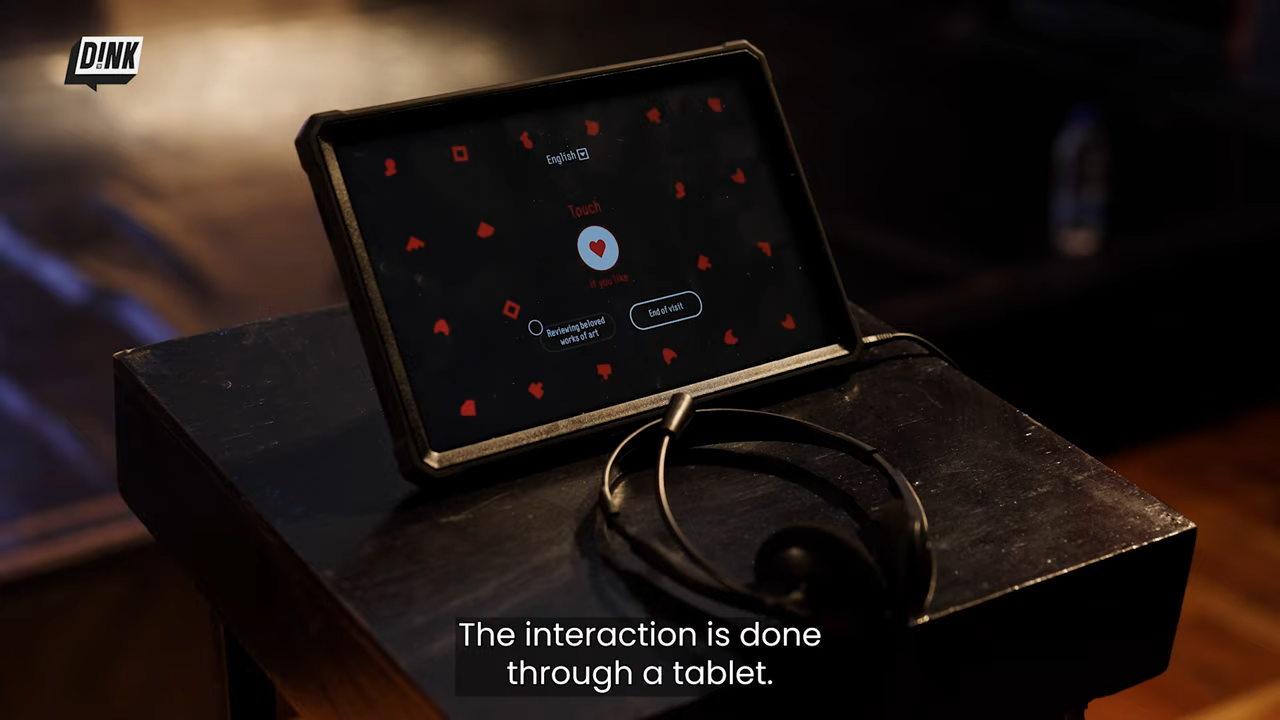 D!NK
English
Touch
if you like
Reviewing beloved
works of art
End of visit
The interaction is done
through a tablet.